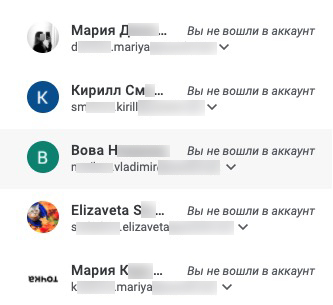 Мария Д... Вы не вошли в аккаунт
d .mariya
Кирилл См ... Вы не вошли в аккаунт
sm .kirill
Вова Н Вы не вошли в аккаунт
.vladimir
Elizaveta S ... Вы не вошли в аккаунт
s .elizaveta
Мария К ... Вы не вошли в аккаунт
k .mariya
К
В
точка